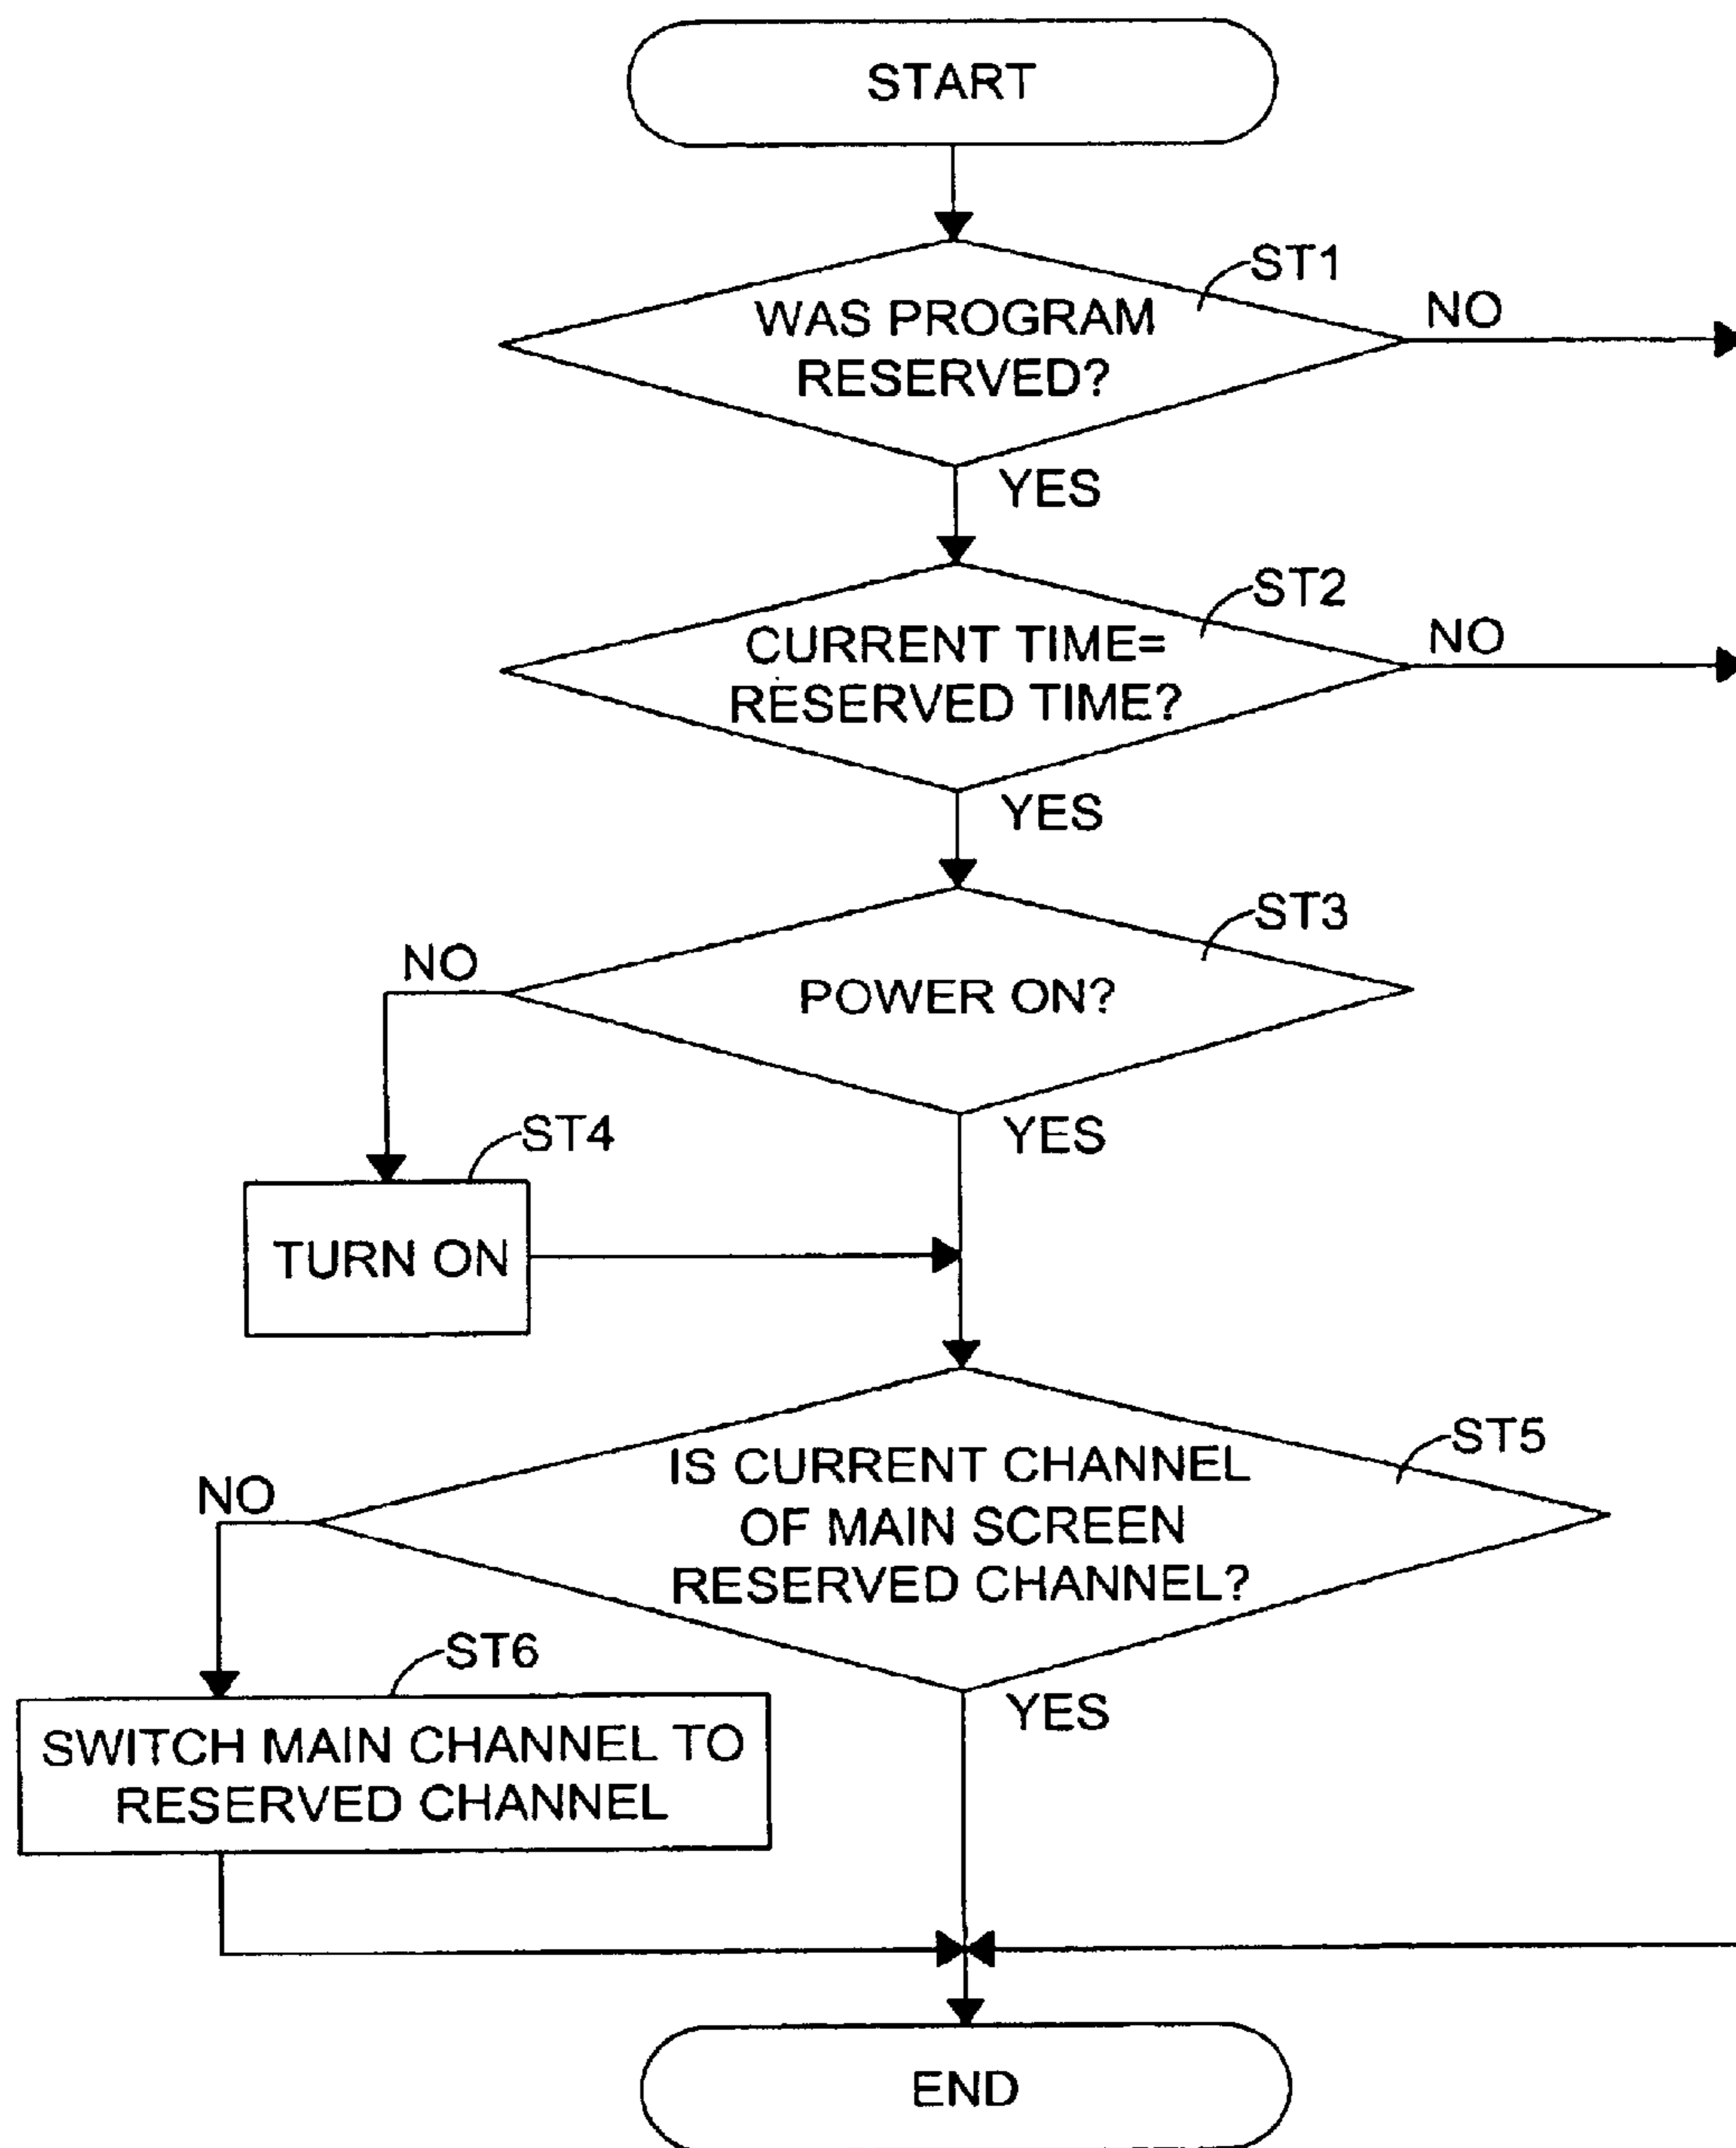 START
ST1
WAS PROGRAM
RESERVED?
NO
YES
ST2
CURRENT TIME=
RESERVED TIME?
NO
YES
ST3
NO
POWER ON?
YES
ST4
TURN ON
ST5
IS CURRENT CHANNEL
OF MAIN SCREEN
RESERVED CHANNEL?
NO
ST6
YES
SWITCH MAIN CHANNEL TO
RESERVED CHANNEL
END